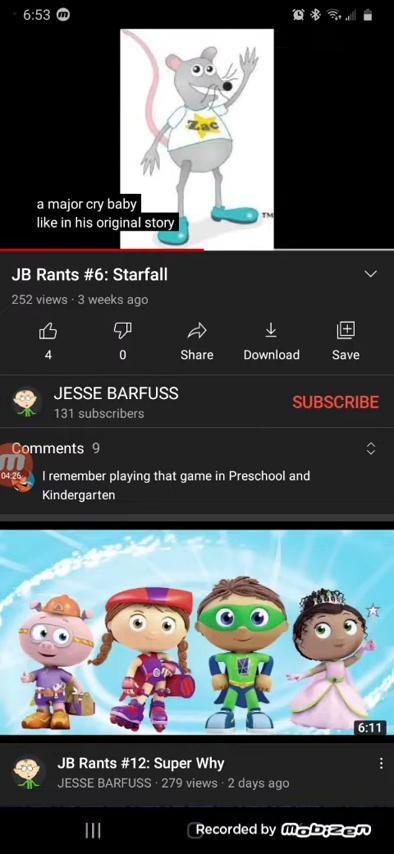 6:53
Zac
TM
a major cry baby
like in his original story
JB Rants #6: Starfall
252 views · 3 weeks ago
4
0
Share
Download
Save
JESSE BARFUSS
131 subscribers
SUBSCRIBE
Comments 9
04:26
I remember playing that game in Preschool and
Kindergarten
6:11
JB Rants #12: Super Why
JESSE BARFUSS · 279 views · 2 days ago
Recorded by mobizen